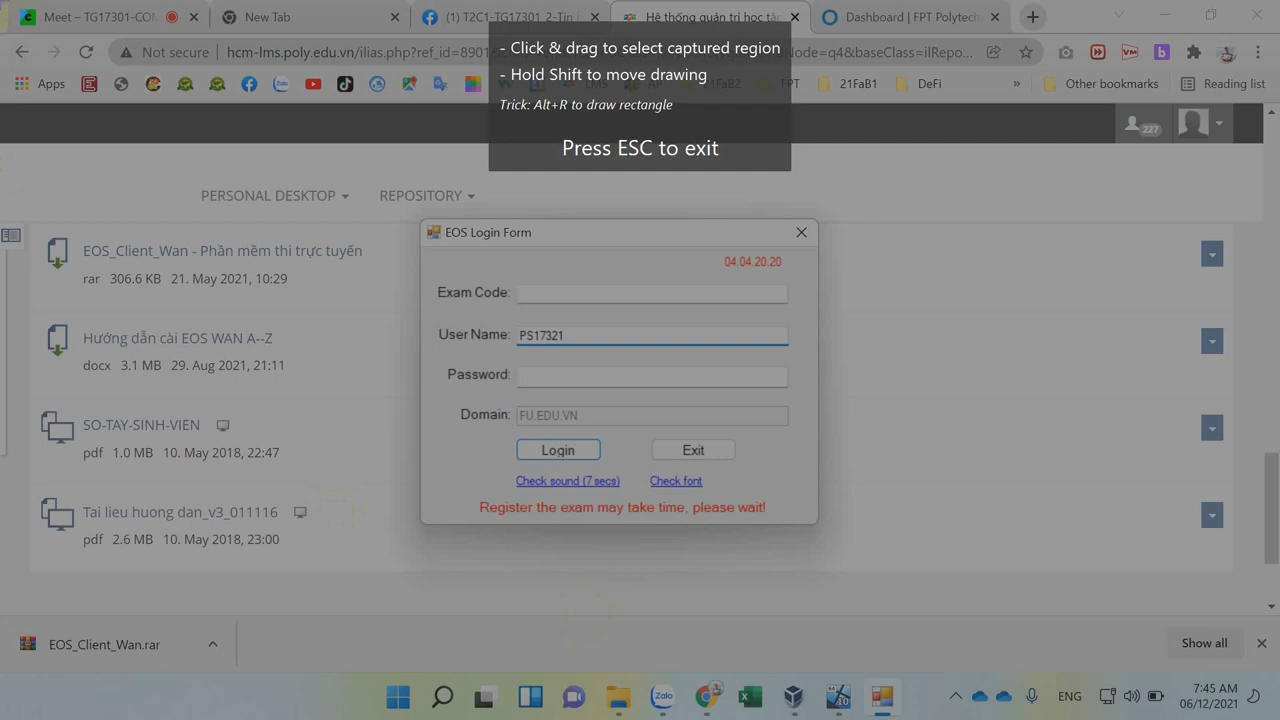 Meet – TG17301-COM
New Tab
(1) T2C1-TG17301_2-Tin
Hệ thống quản trị học tập
Dashboard | FPT Polytech
Not secure
hcm-lms.poly.edu.vn/ilias.php?ref_id=8901
Node=q4&baseClass=ilRepo
- Click & drag to select captured region
- Hold Shift to move drawing
Trick: Alt+R to draw rectangle
Press ESC to exit
Apps
LMS
AP
21FaB2
FPT
21FaB1
DeFi
»
Other bookmarks
Reading list
227
PERSONAL DESKTOP
REPOSITORY
EOS_Client_Wan - Phần mềm thi trực tuyến
rar 306.6 KB 21. May 2021, 10:29
Hướng dẫn cài EOS WAN A--Z
docx 3.1 MB 29. Aug 2021, 21:11
SO-TAY-SINH-VIEN
pdf 1.0 MB 10. May 2018, 22:47
Tai lieu huong dan_v3_011116
pdf 2.6 MB 10. May 2018, 23:00
EOS Login Form
04.04.20.20
Exam Code:
User Name: PS17321
Password:
Domain: FU.EDU.VN
Login Exit
Check sound (7 secs) Check font
Register the exam may take time, please wait!
EOS_Client_Wan.rar
Show all
Zalo
ENG
7:45 AM
06/12/2021